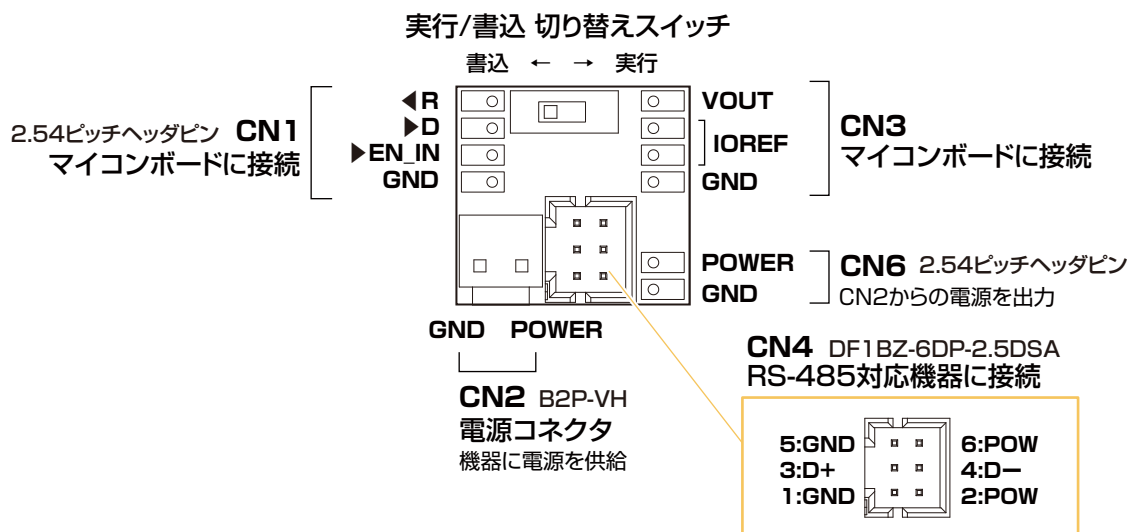 実行/書込 切り替えスイッチ
書込 ← → 実行
◀R
▶D
▶EN_IN
GND
2.54ピッチヘッダピン CN1
マイコンボードに接続
VOUT
IOREF
GND
CN3
マイコンボードに接続
POWER
GND
CN6 2.54ピッチヘッダピン
CN2からの電源を出力
GND POWER
CN2 B2P-VH
電源コネクタ
機器に電源を供給
CN4 DF1BZ-6DP-2.5DSA
RS-485対応機器に接続
5:GND 6:POW
3:D+ 4:D−
1:GND 2:POW